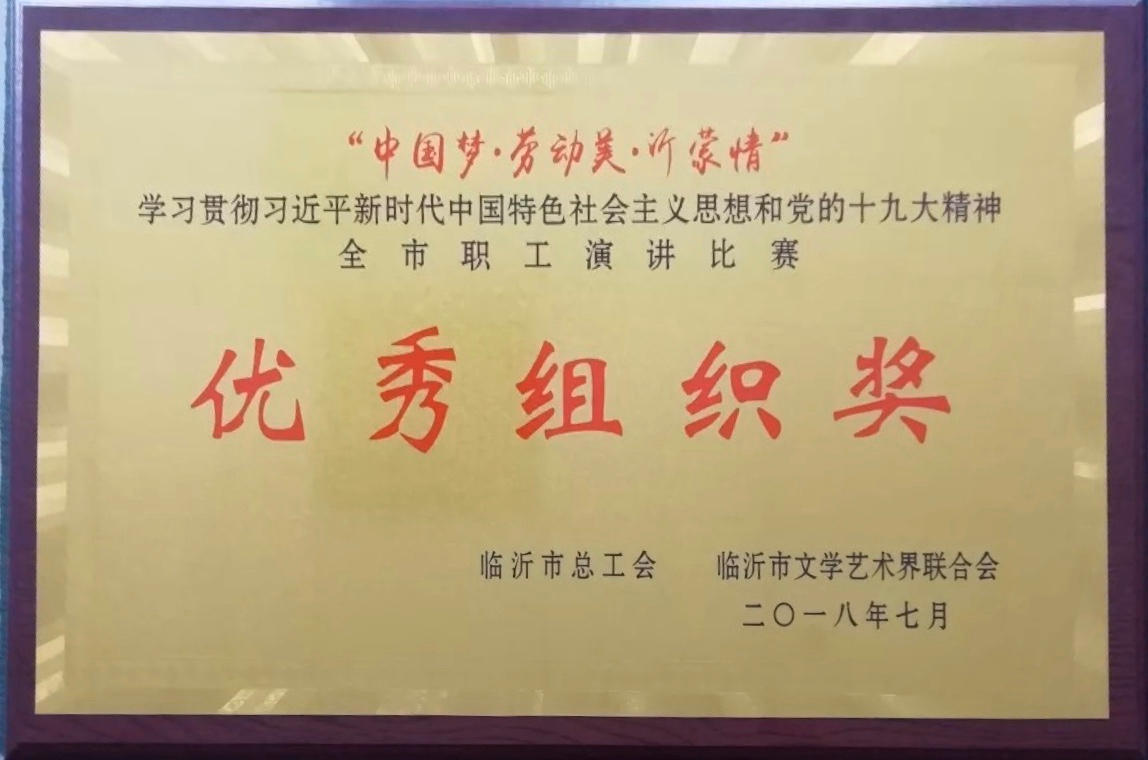 “中国梦·劳动美·沂蒙情”
学习贯彻习近平新时代中国特色社会主义思想和党的十九大精神
全市职工演讲比赛
优秀组织奖
临沂市总工会 临沂市文学艺术界联合会
二〇一八年七月